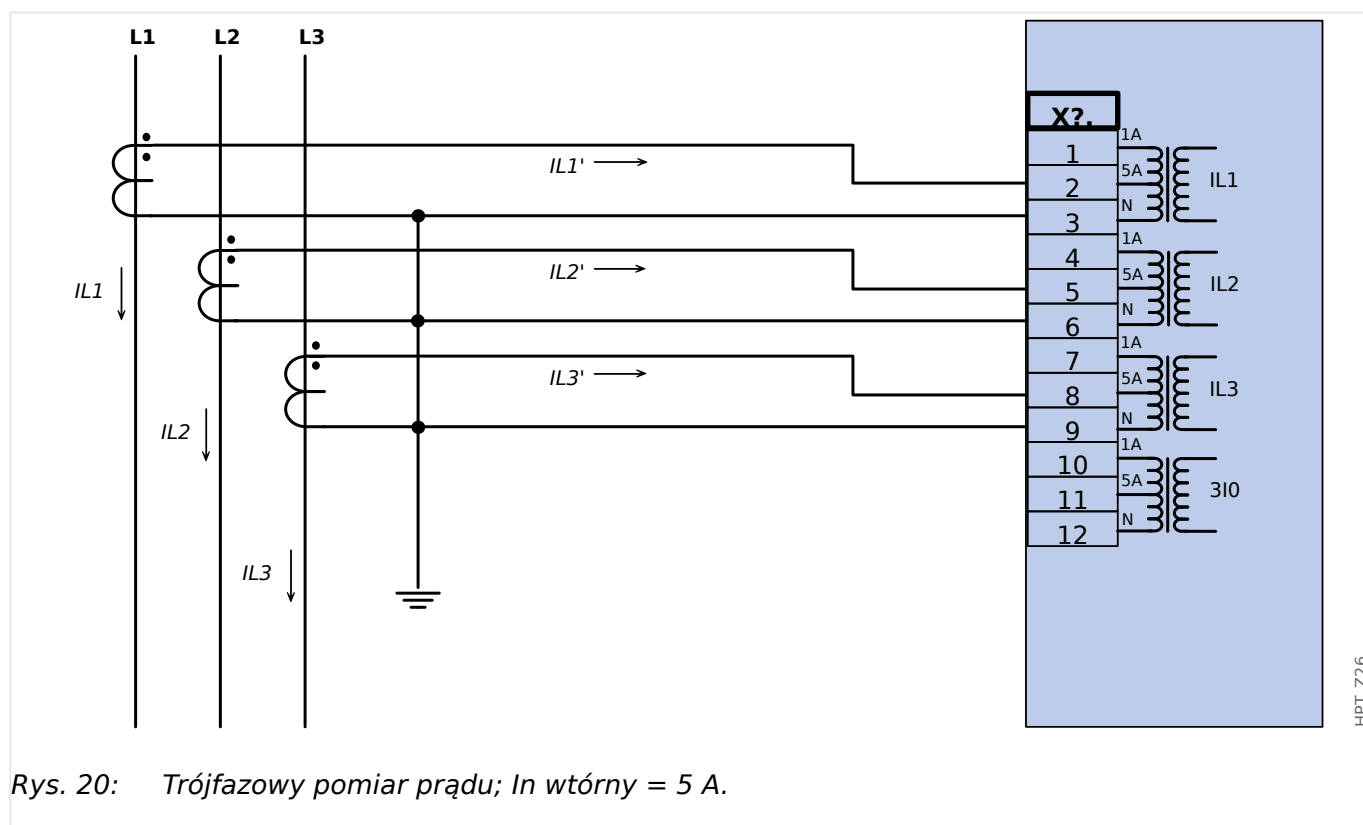 L1 L2 L3
X?.
1A
1
IL1'
5A
IL1
2
N
3
1A
4
IL2'
5A
IL2
5
IL1
N
6
1A
7
IL3'
5A
IL3
8
N
9
IL2
1A
10
5A
3I0
11
N
12
IL3
HPT_Z26
Rys. 20: Trójfazowy pomiar prądu; In wtórny = 5 A.